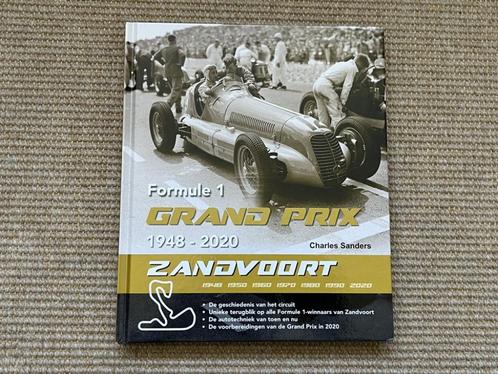 Formule 1
GRAND PRIX
1948 - 2020
Charles Sanders
ZANDVOORT
1948 1950 1960 1970 1980 1990 2020
• De geschiedenis van het circuit
• Unieke terugblik op alle Formule 1-winnaars van Zandvoort
• De autotechniek van toen en nu
• De voorbereidingen van de Grand Prix in 2020